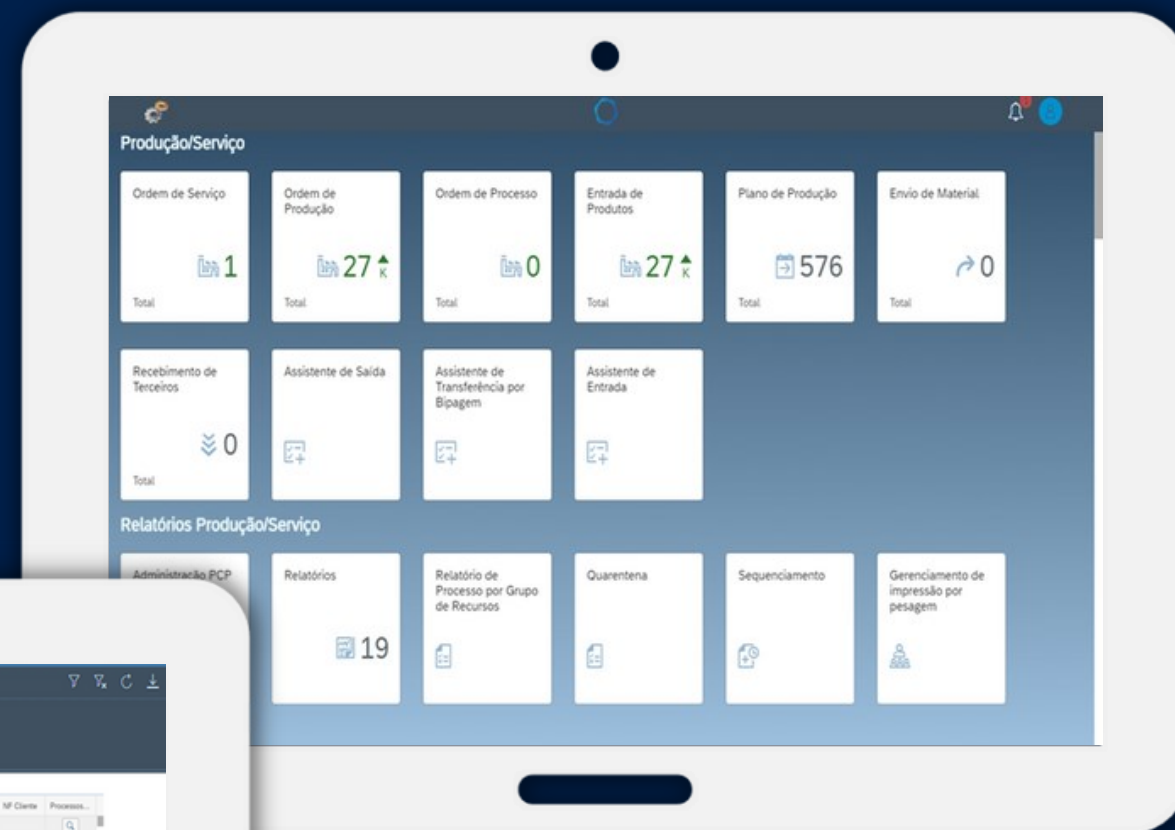 Produção/Serviço
Ordem de Serviço
1
Total
Ordem de
Produção
27 K
Total
Ordem de Processo
0
Total
Entrada de
Produtos
27 K
Total
Plano de Produção
576
Total
Envio de Material
0
Total
Recebimento de
Terceiros
0
Total
Assistente de Saída
Assistente de
Transferência por
Bipagem
Assistente de
Entrada
Relatórios Produção/Serviço
Administração PCP
Relatórios
19
Relatório de
Processo por Grupo
de Recursos
Quarentena
Sequenciamento
Gerenciamento de
impressão por
pesagem
NF Cliente Processos...